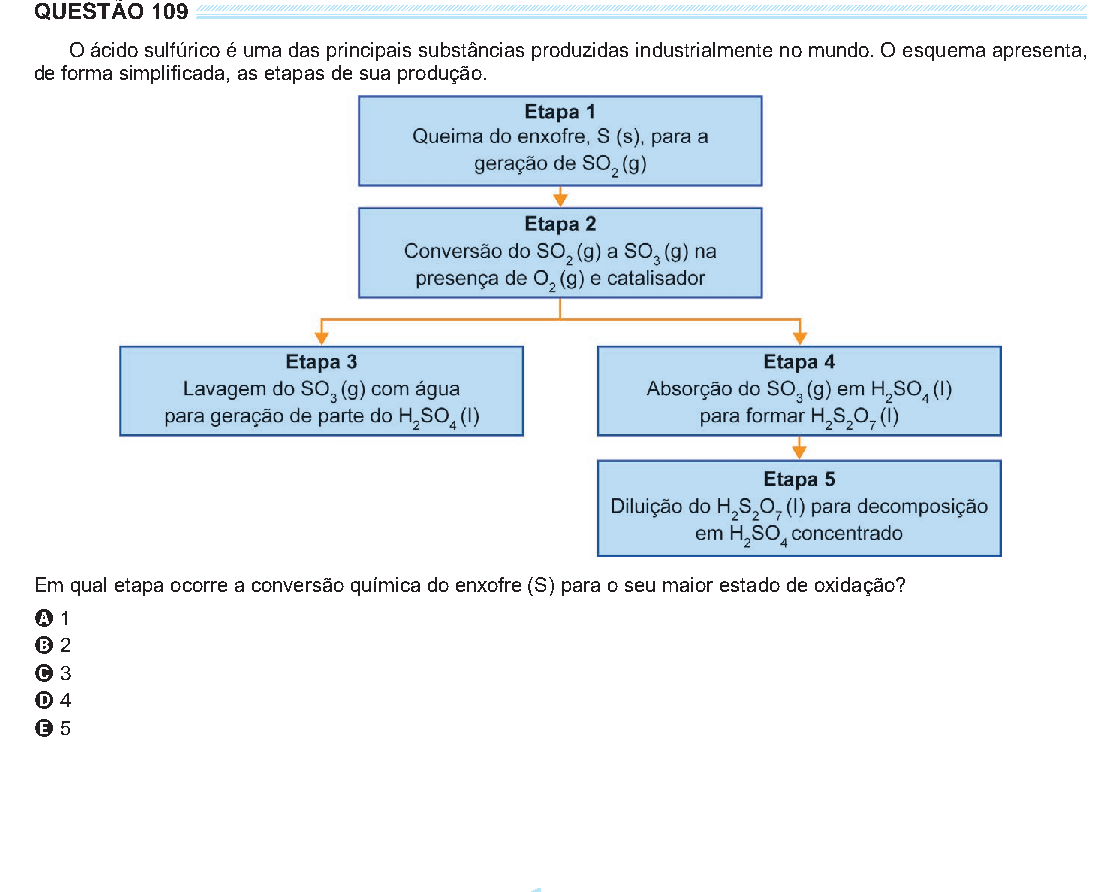 QUESTÃO 109
O ácido sulfúrico é uma das principais substâncias produzidas industrialmente no mundo. O esquema apresenta,
de forma simplificada, as etapas de sua produção.
Etapa 1
Queima do enxofre, S (s), para a
geração de SO₂ (g)
Etapa 2
Conversão do SO₂ (g) a SO₃ (g) na
presença de O₂ (g) e catalisador
Etapa 3
Lavagem do SO₃ (g) com água
para geração de parte do H₂SO₄ (l)
Etapa 4
Absorção do SO₃ (g) em H₂SO₄ (l)
para formar H₂S₂O₇ (l)
Etapa 5
Diluição do H₂S₂O₇ (l) para decomposição
em H₂SO₄ concentrado
Em qual etapa ocorre a conversão química do enxofre (S) para o seu maior estado de oxidação?
A 1
B 2
C 3
D 4
E 5